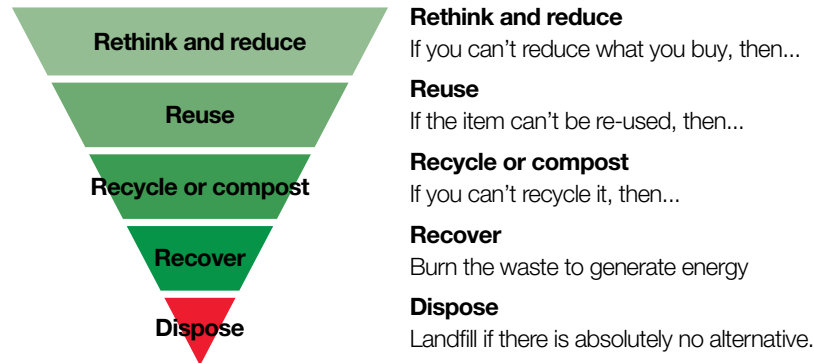 Rethink and reduce
Reuse
Recycle or compost
Recover
Dispose
Rethink and reduce
If you can’t reduce what you buy, then...
Reuse
If the item can’t be re-used, then...
Recycle or compost
If you can’t recycle it, then...
Recover
Burn the waste to generate energy
Dispose
Landfill if there is absolutely no alternative.